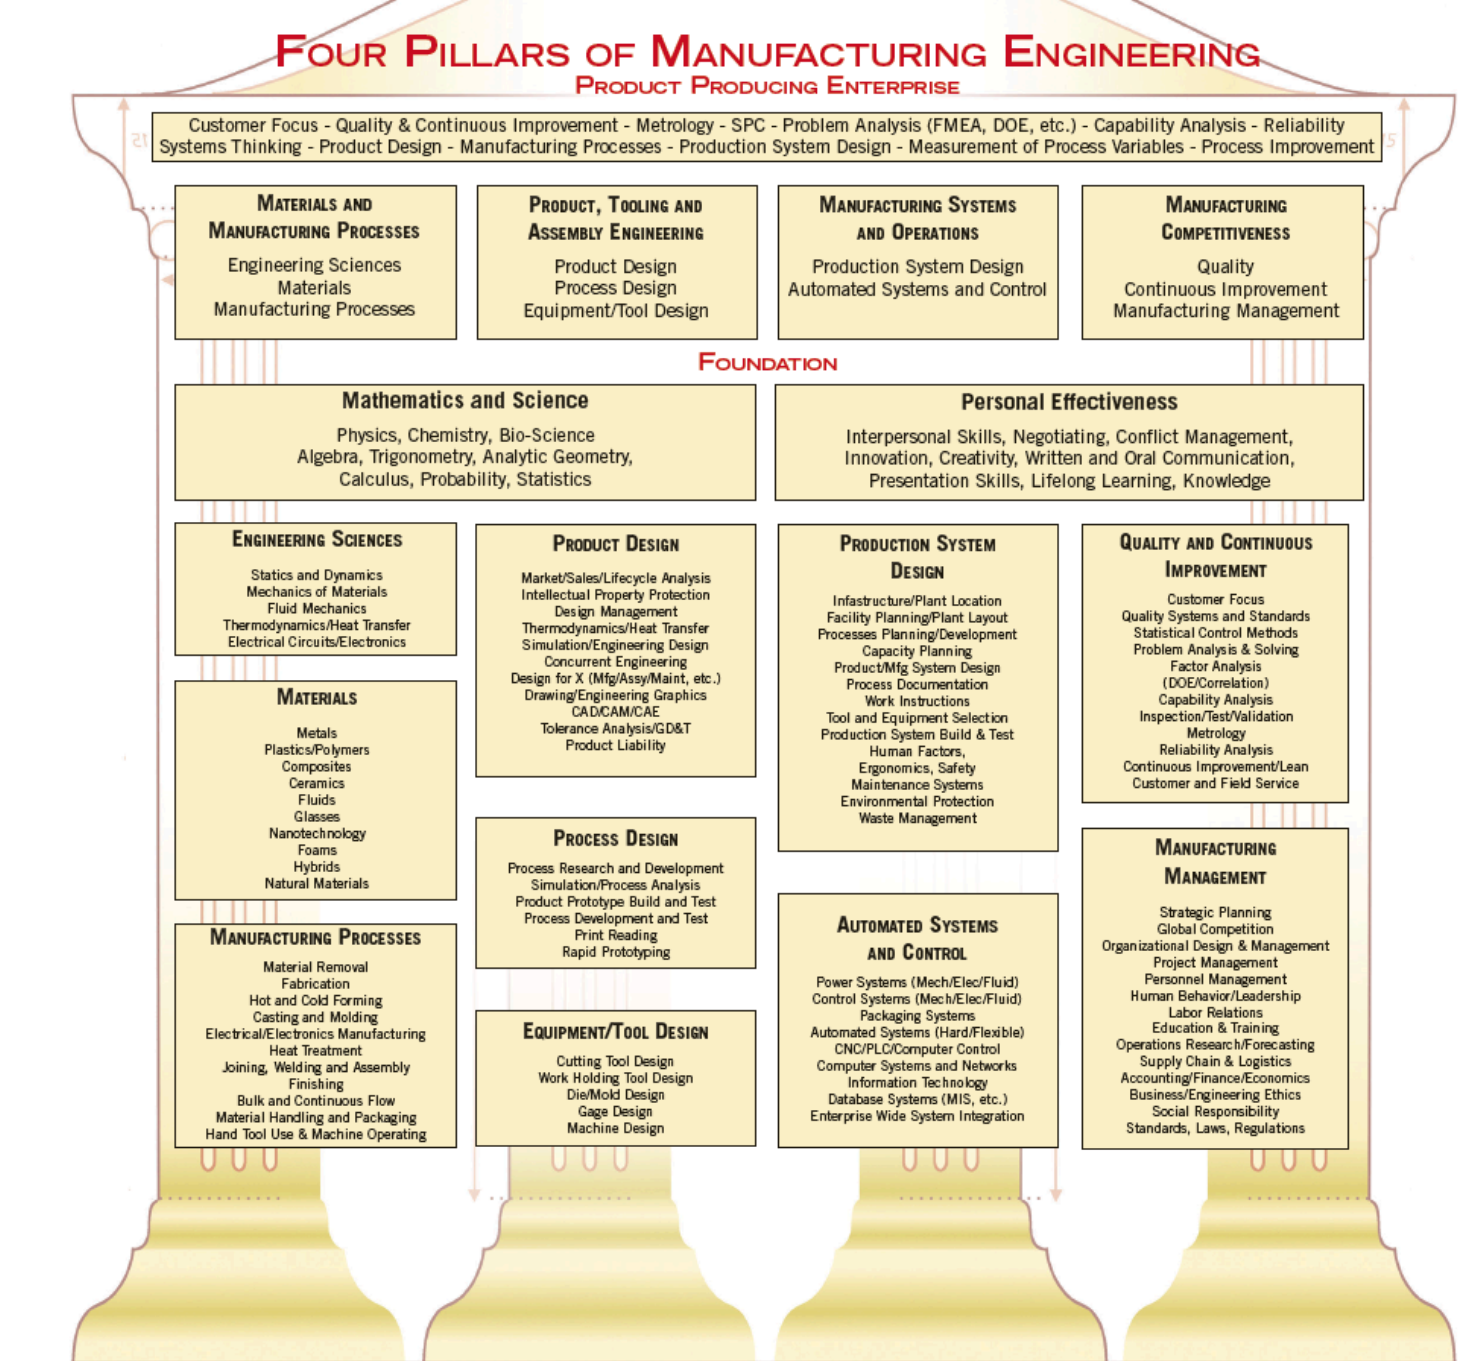 FOUR PILLARS OF MANUFACTURING ENGINEERING
PRODUCT PRODUCING ENTERPRISE
Customer Focus - Quality & Continuous Improvement - Metrology - SPC - Problem Analysis (FMEA, DOE, etc.) - Capability Analysis - Reliability
Systems Thinking - Product Design - Manufacturing Processes - Production System Design - Measurement of Process Variables - Process Improvement
MATERIALS AND
MANUFACTURING PROCESSES
Engineering Sciences
Materials
Manufacturing Processes
PRODUCT, TOOLING AND
ASSEMBLY ENGINEERING
Product Design
Process Design
Equipment/Tool Design
MANUFACTURING SYSTEMS
AND OPERATIONS
Production System Design
Automated Systems and Control
MANUFACTURING
COMPETITIVENESS
Quality
Continuous Improvement
Manufacturing Management
FOUNDATION
Mathematics and Science
Physics, Chemistry, Bio-Science
Algebra, Trigonometry, Analytic Geometry,
Calculus, Probability, Statistics
Personal Effectiveness
Interpersonal Skills, Negotiating, Conflict Management,
Innovation, Creativity, Written and Oral Communication,
Presentation Skills, Lifelong Learning, Knowledge
ENGINEERING SCIENCES
Statics and Dynamics
Mechanics of Materials
Fluid Mechanics
Thermodynamics/Heat Transfer
Electrical Circuits/Electronics
MATERIALS
Metals
Plastics/Polymers
Composites
Ceramics
Fluids
Glasses
Nanotechnology
Foams
Hybrids
Natural Materials
MANUFACTURING PROCESSES
Material Removal
Fabrication
Hot and Cold Forming
Casting and Molding
Electrical/Electronics Manufacturing
Heat Treatment
Joining, Welding and Assembly
Finishing
Bulk and Continuous Flow
Material Handling and Packaging
Hand Tool Use & Machine Operating
PRODUCT DESIGN
Market/Sales/Lifecycle Analysis
Intellectual Property Protection
Design Management
Thermodynamics/Heat Transfer
Simulation/Engineering Design
Concurrent Engineering
Design for X (Mfg/Assy/Maint, etc.)
Drawing/Engineering Graphics
CAD/CAM/CAE
Tolerance Analysis/GD&T
Product Liability
PROCESS DESIGN
Process Research and Development
Simulation/Process Analysis
Product Prototype Build and Test
Process Development and Test
Print Reading
Rapid Prototyping
EQUIPMENT/TOOL DESIGN
Cutting Tool Design
Work Holding Tool Design
Die/Mold Design
Gage Design
Machine Design
PRODUCTION SYSTEM
DESIGN
Infastructure/Plant Location
Facility Planning/Plant Layout
Processes Planning/Development
Capacity Planning
Product/Mfg System Design
Process Documentation
Work Instructions
Tool and Equipment Selection
Production System Build & Test
Human Factors,
Ergonomics, Safety
Maintenance Systems
Environmental Protection
Waste Management
AUTOMATED SYSTEMS
AND CONTROL
Power Systems (Mech/Elec/Fluid)
Control Systems (Mech/Elec/Fluid)
Packaging Systems
Automated Systems (Hard/Flexible)
CNC/PLC/Computer Control
Computer Systems and Networks
Information Technology
Database Systems (MIS, etc.)
Enterprise Wide System Integration
QUALITY AND CONTINUOUS
IMPROVEMENT
Customer Focus
Quality Systems and Standards
Statistical Control Methods
Problem Analysis & Solving
Factor Analysis
(DOE/Correlation)
Capability Analysis
Inspection/Test/Validation
Metrology
Reliability Analysis
Continuous Improvement/Lean
Customer and Field Service
MANUFACTURING
MANAGEMENT
Strategic Planning
Global Competition
Organizational Design & Management
Project Management
Personnel Management
Human Behavior/Leadership
Labor Relations
Education & Training
Operations Research/Forecasting
Supply Chain & Logistics
Accounting/Finance/Economics
Business/Engineering Ethics
Social Responsibility
Standards, Laws, Regulations